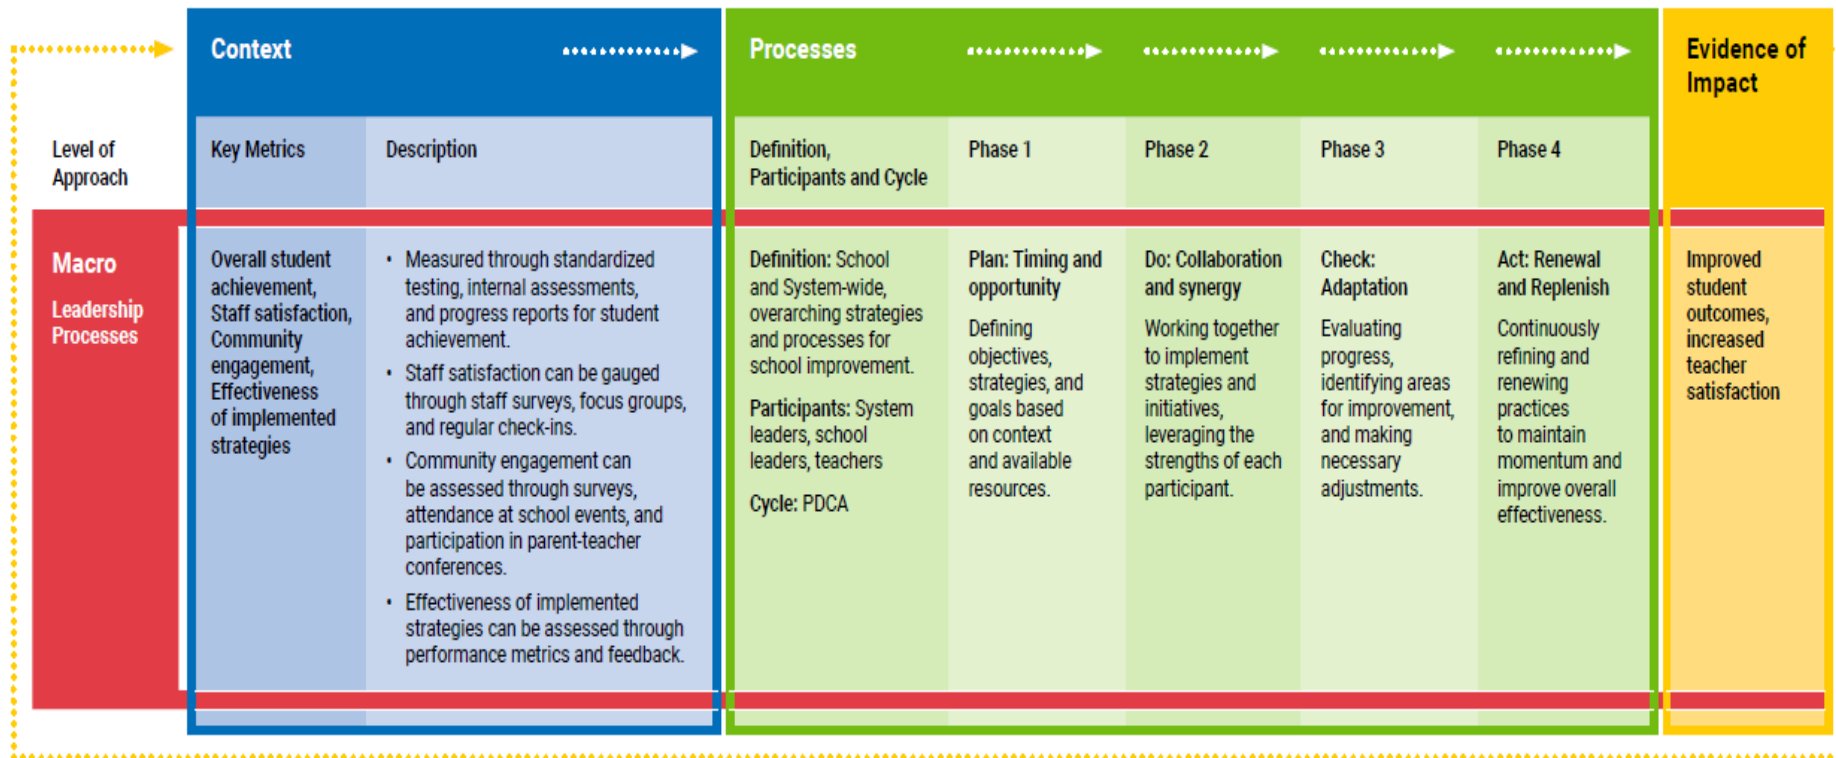 Context
Processes
Evidence of
Impact
Level of
Approach
Key Metrics
Description
Definition,
Participants and Cycle
Phase 1
Phase 2
Phase 3
Phase 4
Macro
Leadership
Processes
Overall student
achievement,
Staff satisfaction,
Community
engagement,
Effectiveness
of implemented
strategies
• Measured through standardized
testing, internal assessments,
and progress reports for student
achievement.
• Staff satisfaction can be gauged
through staff surveys, focus groups,
and regular check-ins.
• Community engagement can
be assessed through surveys,
attendance at school events, and
participation in parent-teacher
conferences.
• Effectiveness of implemented
strategies can be assessed through
performance metrics and feedback.
Definition: School
and System-wide,
overarching strategies
and processes for
school improvement.
Participants: System
leaders, school
leaders, teachers
Cycle: PDCA
Plan: Timing and
opportunity
Defining
objectives,
strategies, and
goals based
on context
and available
resources.
Do: Collaboration
and synergy
Working together
to implement
strategies and
initiatives,
leveraging the
strengths of each
participant.
Check:
Adaptation
Evaluating
progress,
identifying areas
for improvement,
and making
necessary
adjustments.
Act: Renewal
and Replenish
Continuously
refining and
renewing
practices
to maintain
momentum and
improve overall
effectiveness.
Improved
student
outcomes,
increased
teacher
satisfaction